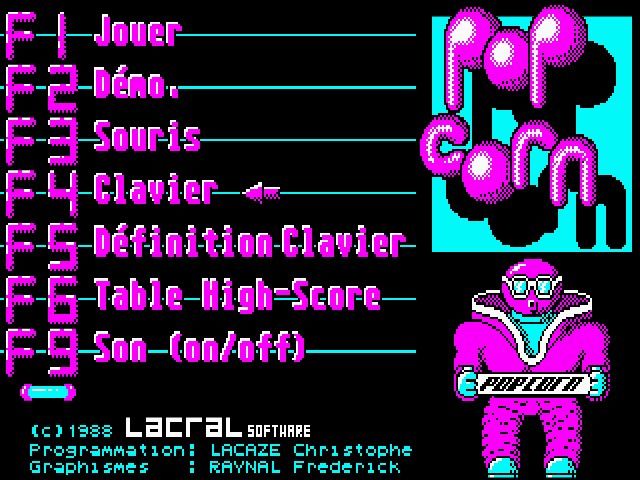 F1 Jouer
F2 Démo.
F3 Souris
F4 Clavier
F5 Définition Clavier
F6 Table High-Score
F9 Son (on/off)
POP
Corn
POPCORN
(c) 1988 Lacral SOFTWARE
Programmation: LACAZE Christophe
Graphismes : RAYNAL Frederick